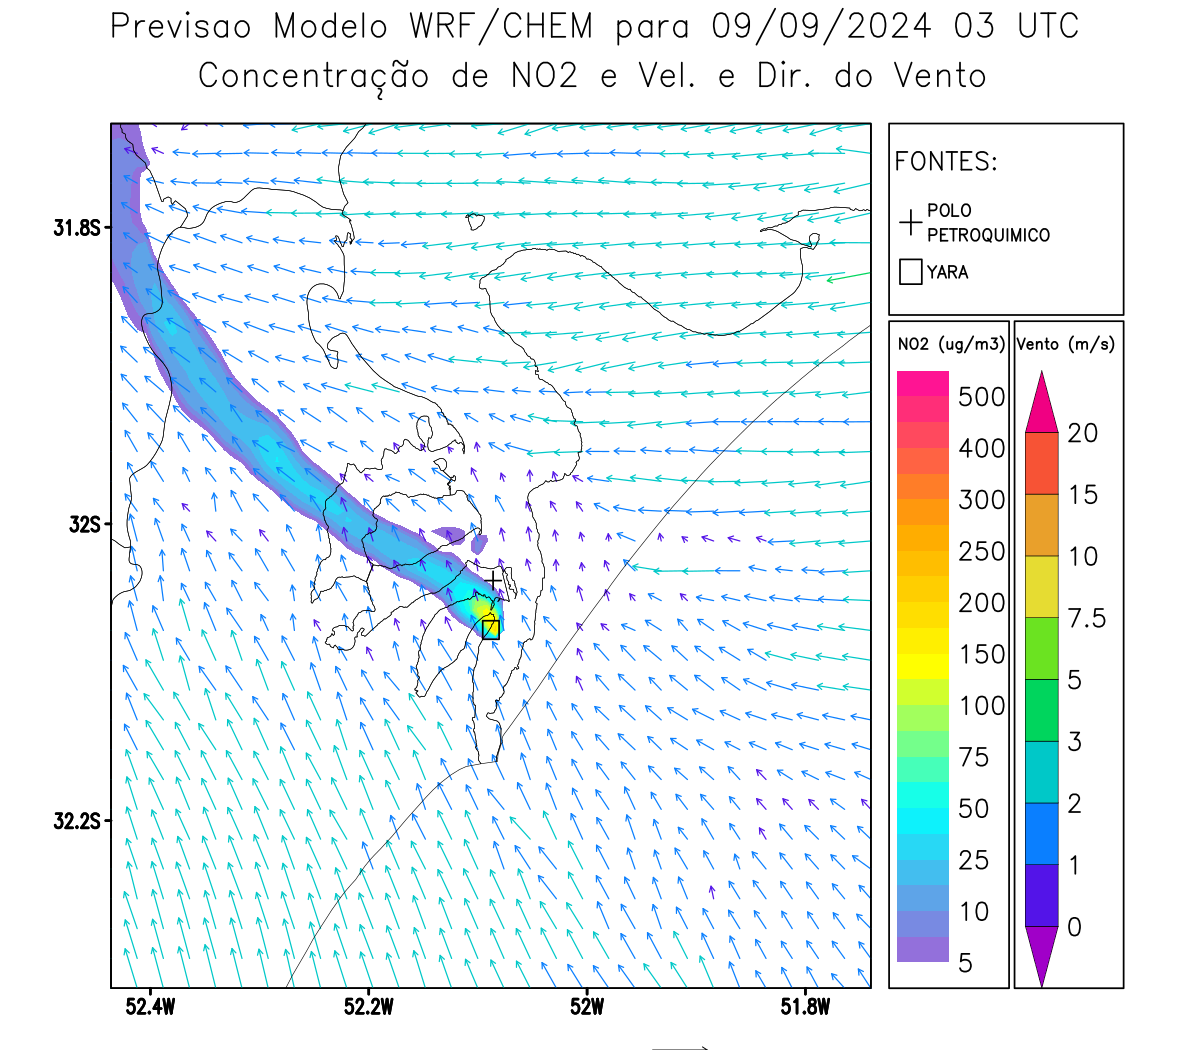 Previsao Modelo WRF/CHEM para 09/09/2024 03 UTC
Concentração de NO2 e Vel. e Dir. do Vento
FONTES:
POLO
PETROQUIMICO
YARA
NO2 (ug/m3)
500
400
300
250
200
150
100
75
50
25
10
5
Vento (m/s)
20
15
10
7.5
5
3
2
1
0
31.8S
32S
32.2S
52.4W
52.2W
52W
51.8W